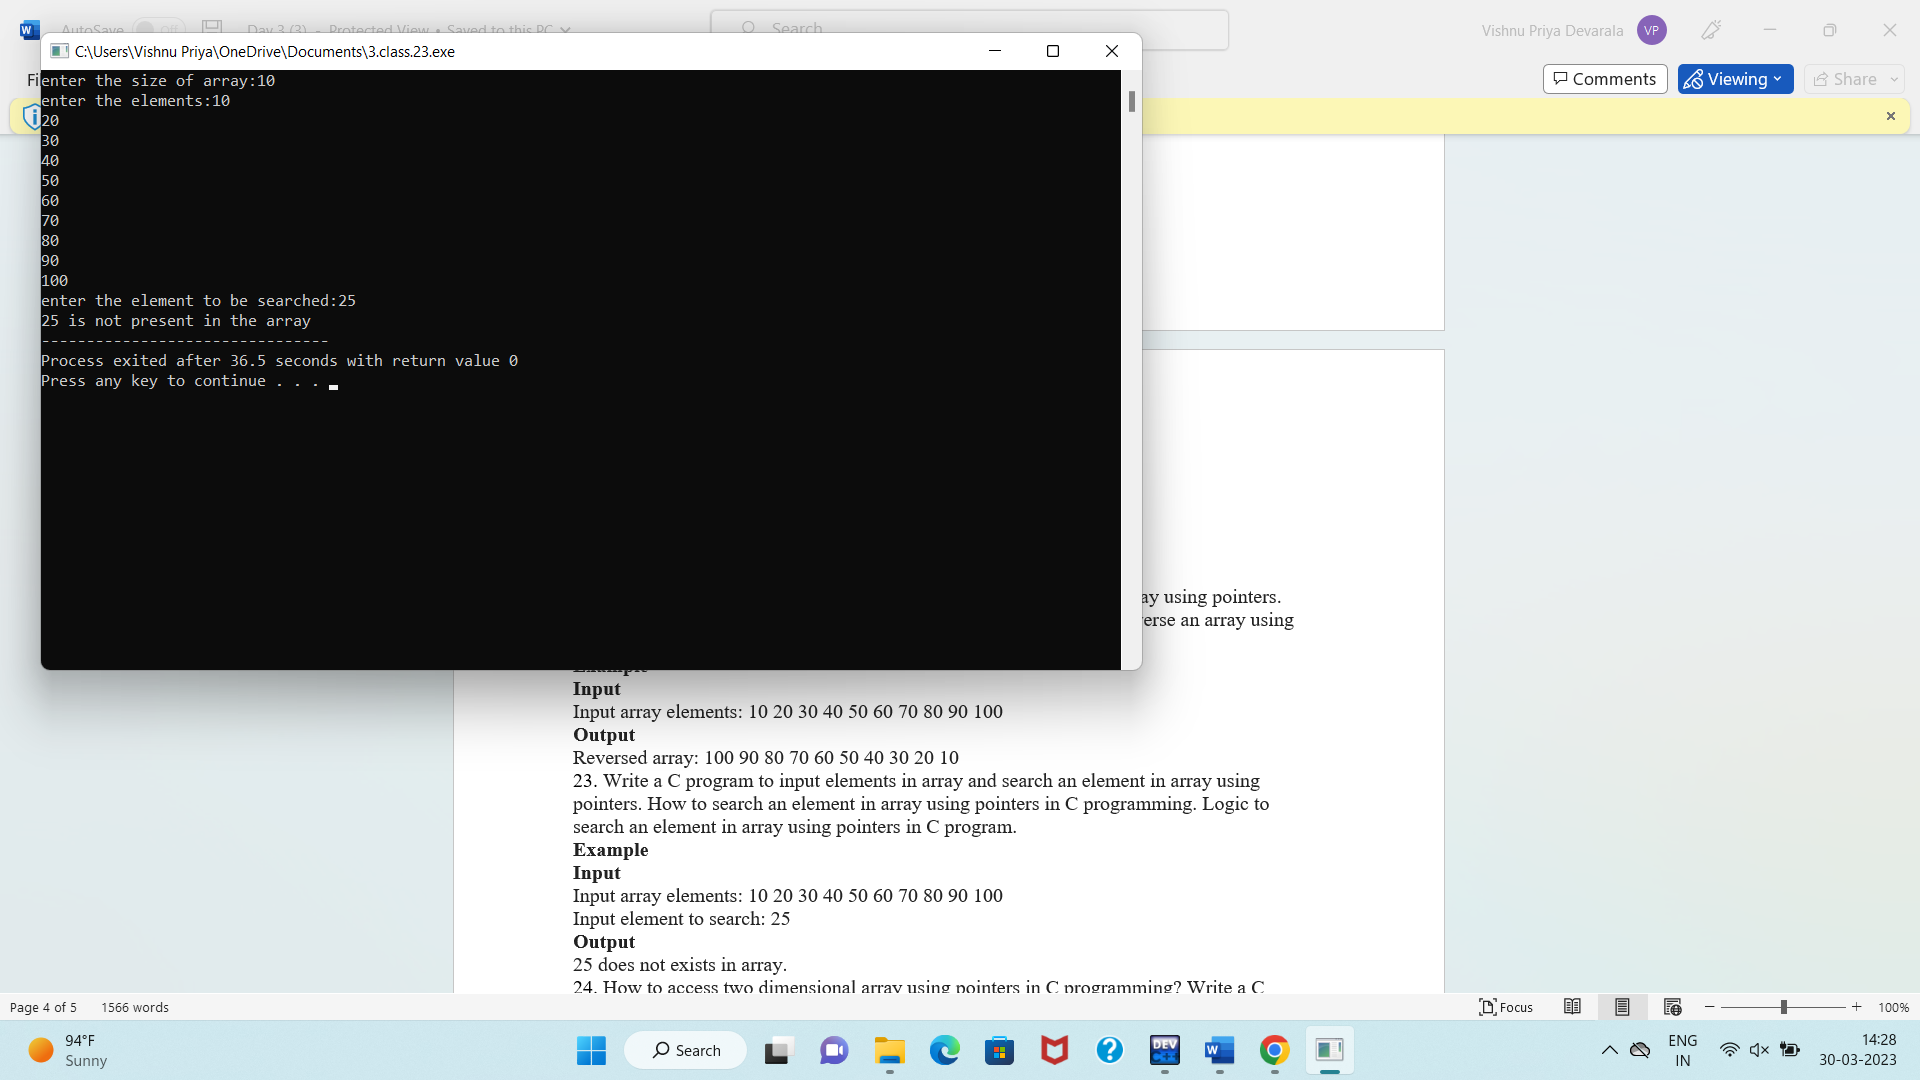 AutoSave Off Day 3 (3) - Protected View • Saved to this PC
Search
Vishnu Priya Devarala VP
C:\Users\Vishnu Priya\OneDrive\Documents\3.class.23.exe
Fi
Comments Viewing Share
enter the size of array:10
enter the elements:10
20
30
40
50
60
70
80
90
100
enter the element to be searched:25
25 is not present in the array
--------------------------------
Process exited after 36.5 seconds with return value 0
Press any key to continue . . .
ay using pointers.
erse an array using
Example
Input
Input array elements: 10 20 30 40 50 60 70 80 90 100
Output
Reversed array: 100 90 80 70 60 50 40 30 20 10
23. Write a C program to input elements in array and search an element in array using
pointers. How to search an element in array using pointers in C programming. Logic to
search an element in array using pointers in C program.
Example
Input
Input array elements: 10 20 30 40 50 60 70 80 90 100
Input element to search: 25
Output
25 does not exists in array.
24. How to access two dimensional array using pointers in C programming? Write a C
Page 4 of 5 1566 words
Focus 100%
94°F
Sunny
Search
DEV
C++
W
ENG
IN
14:28
30-03-2023